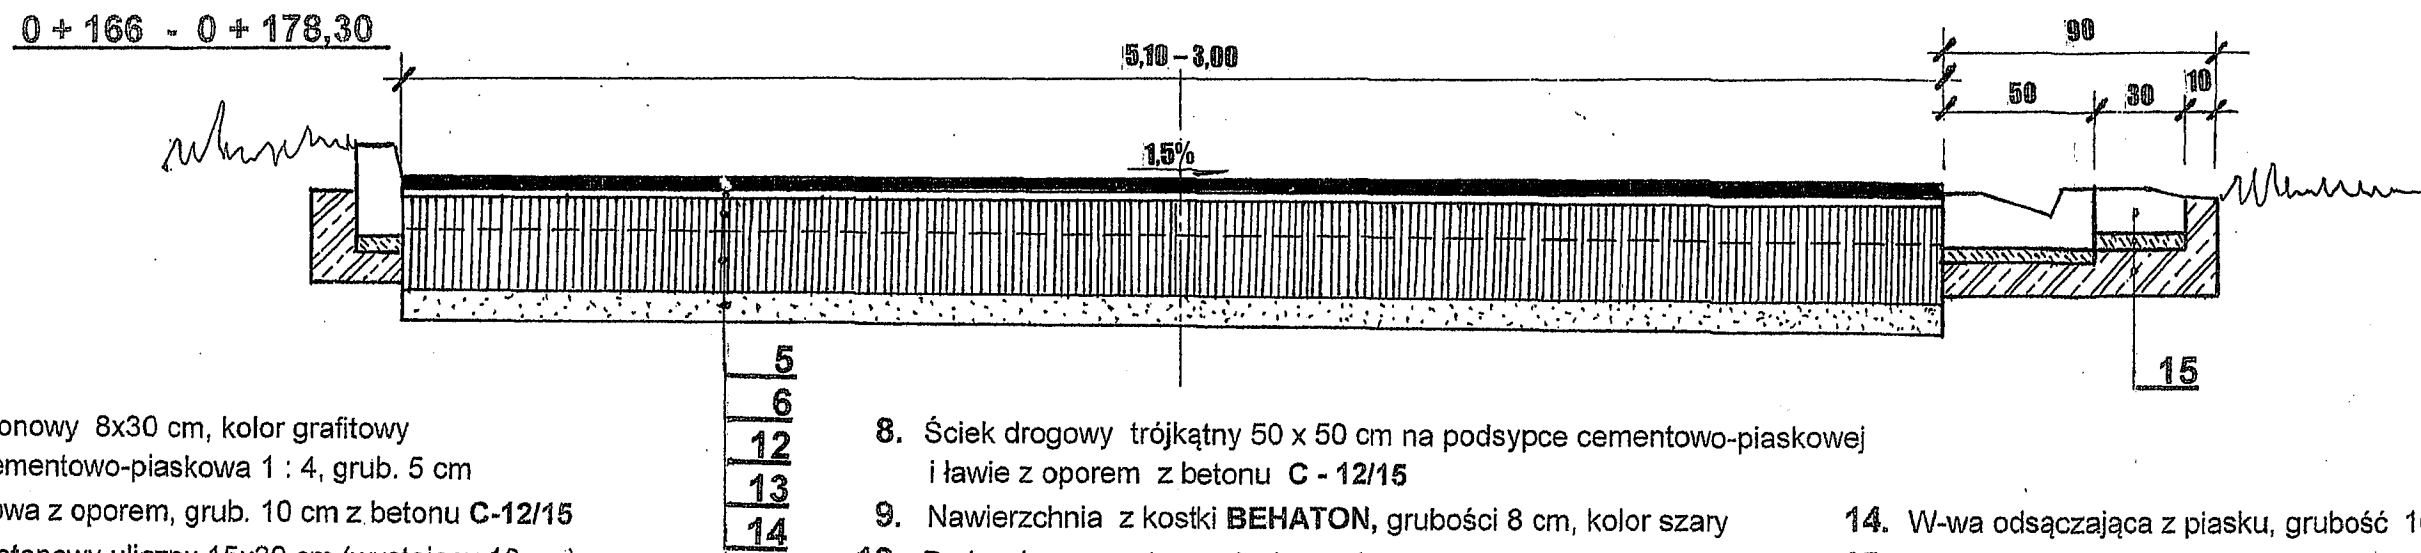 0 + 166 - 0 + 178,30
5,10 – 3,00
90
50
30
10
1,5%
5
6
12
13
14
15
onowy 8x30 cm, kolor grafitowy
ementowo-piaskowa 1 : 4, grub. 5 cm
owa z oporem, grub. 10 cm z betonu C-12/15
8. Ściek drogowy trójkątny 50 x 50 cm na podsypce cementowo-piaskowej
i ławie z oporem z betonu C - 12/15
9. Nawierzchnia z kostki BEHATON, grubości 8 cm, kolor szary
14. W-wa odsączająca z piasku, grubość